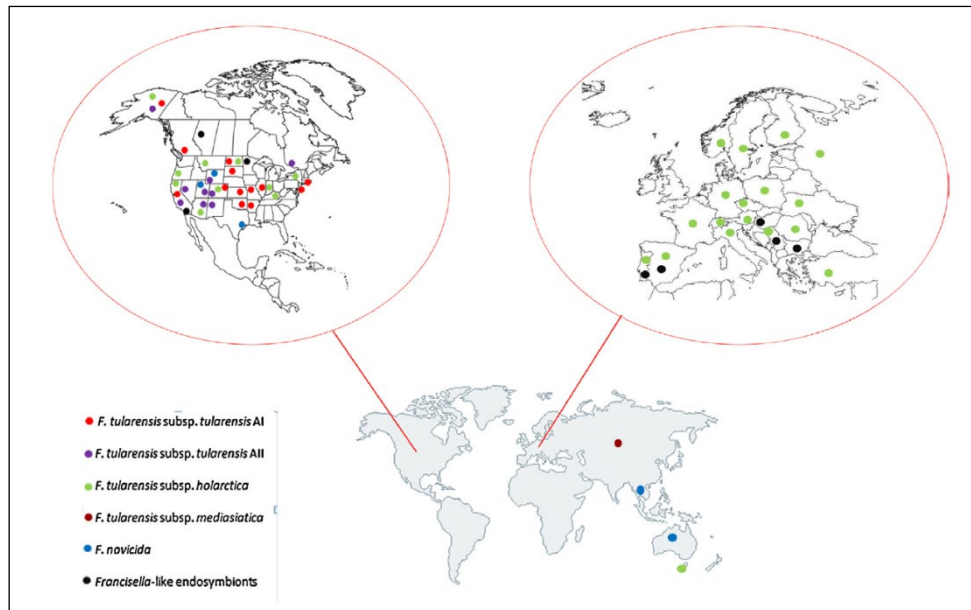 F. tularensis subsp. tularensis AI
F. tularensis subsp. tularensis AII
F. tularensis subsp. holarctica
F. tularensis subsp. mediasiatica
F. novicida
Francisella-like endosymbionts